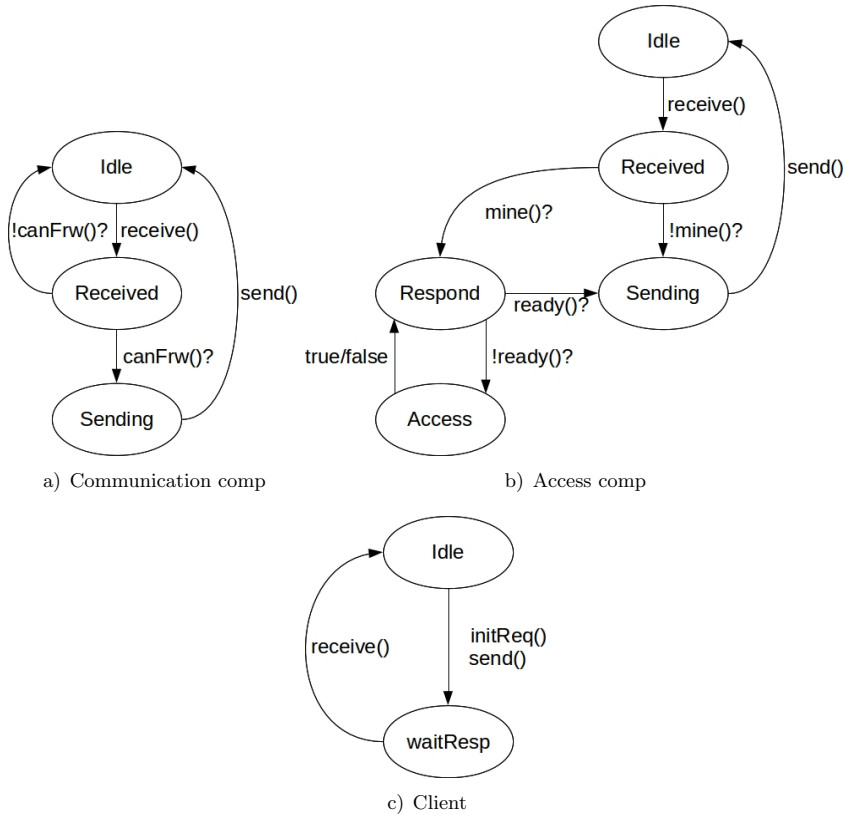 Idle
!canFrw()?
receive()
Received
send()
canFrw()?
Sending
a) Communication comp
Idle
receive()
Received
send()
mine()?
!mine()?
Respond
ready()?
Sending
true/false
!ready()?
Access
b) Access comp
Idle
receive()
initReq()
send()
waitResp
c) Client